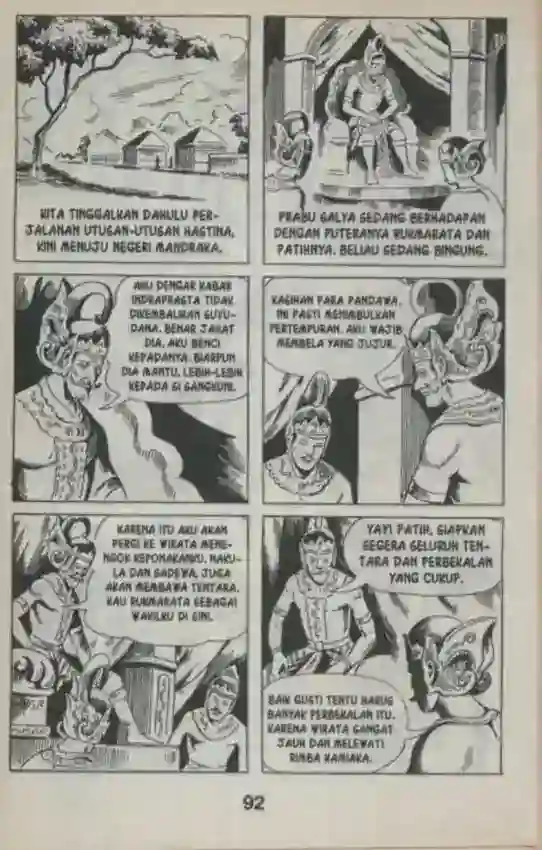 KITA TINGGALKAN DAHULU PER-
JALANAN UTUSAN-UTUSAN HASTINA,
KINI MENUJU NEGERI MANDRAKA.
PRABU SALYA SEDANG BERHADAPAN
DENGAN PUTERANYA RUKMARATA DAN
PATIHNYA. BELIAU SEDANG BINGUNG.
AKU DENGAR KABAR
INDRAPRASTA TIDAK
DIKEMBALIKAN SUYU-
DANA. BENAR JAHAT
DIA. AKU BENCI
KEPADANYA. BIARPUN
DIA MANTU. LEBIH-LEBIH
KEPADA SI SANGKUNI.
KASIHAN PARA PANDAWA.
INI PASTI MENIMBULKAN
PERTEMPURAN. AKU WAJIB
MEMBELA YANG JUJUR.
KARENA ITU AKU AKAN
PERGI KE WIRATA MENE-
NGOK KEPONAKANKU. NAKU-
LA DAN SADEWA. JUGA
AKAN MEMBAWA TENTARA.
KAU RUKMARATA SEBAGAI
WAKILKU DI SINI.
YAYI PATIH, SIAPKAN
SEGERA SELURUH TEN-
TARA DAN PERBEKALAN
YANG CUKUP.
BAIK GUSTI TENTU HARUS
BANYAK PERBEKALAN ITU.
KARENA WIRATA SANGAT
JAUH DAN MELEWATI
RIMBA KAMIAKA.
92